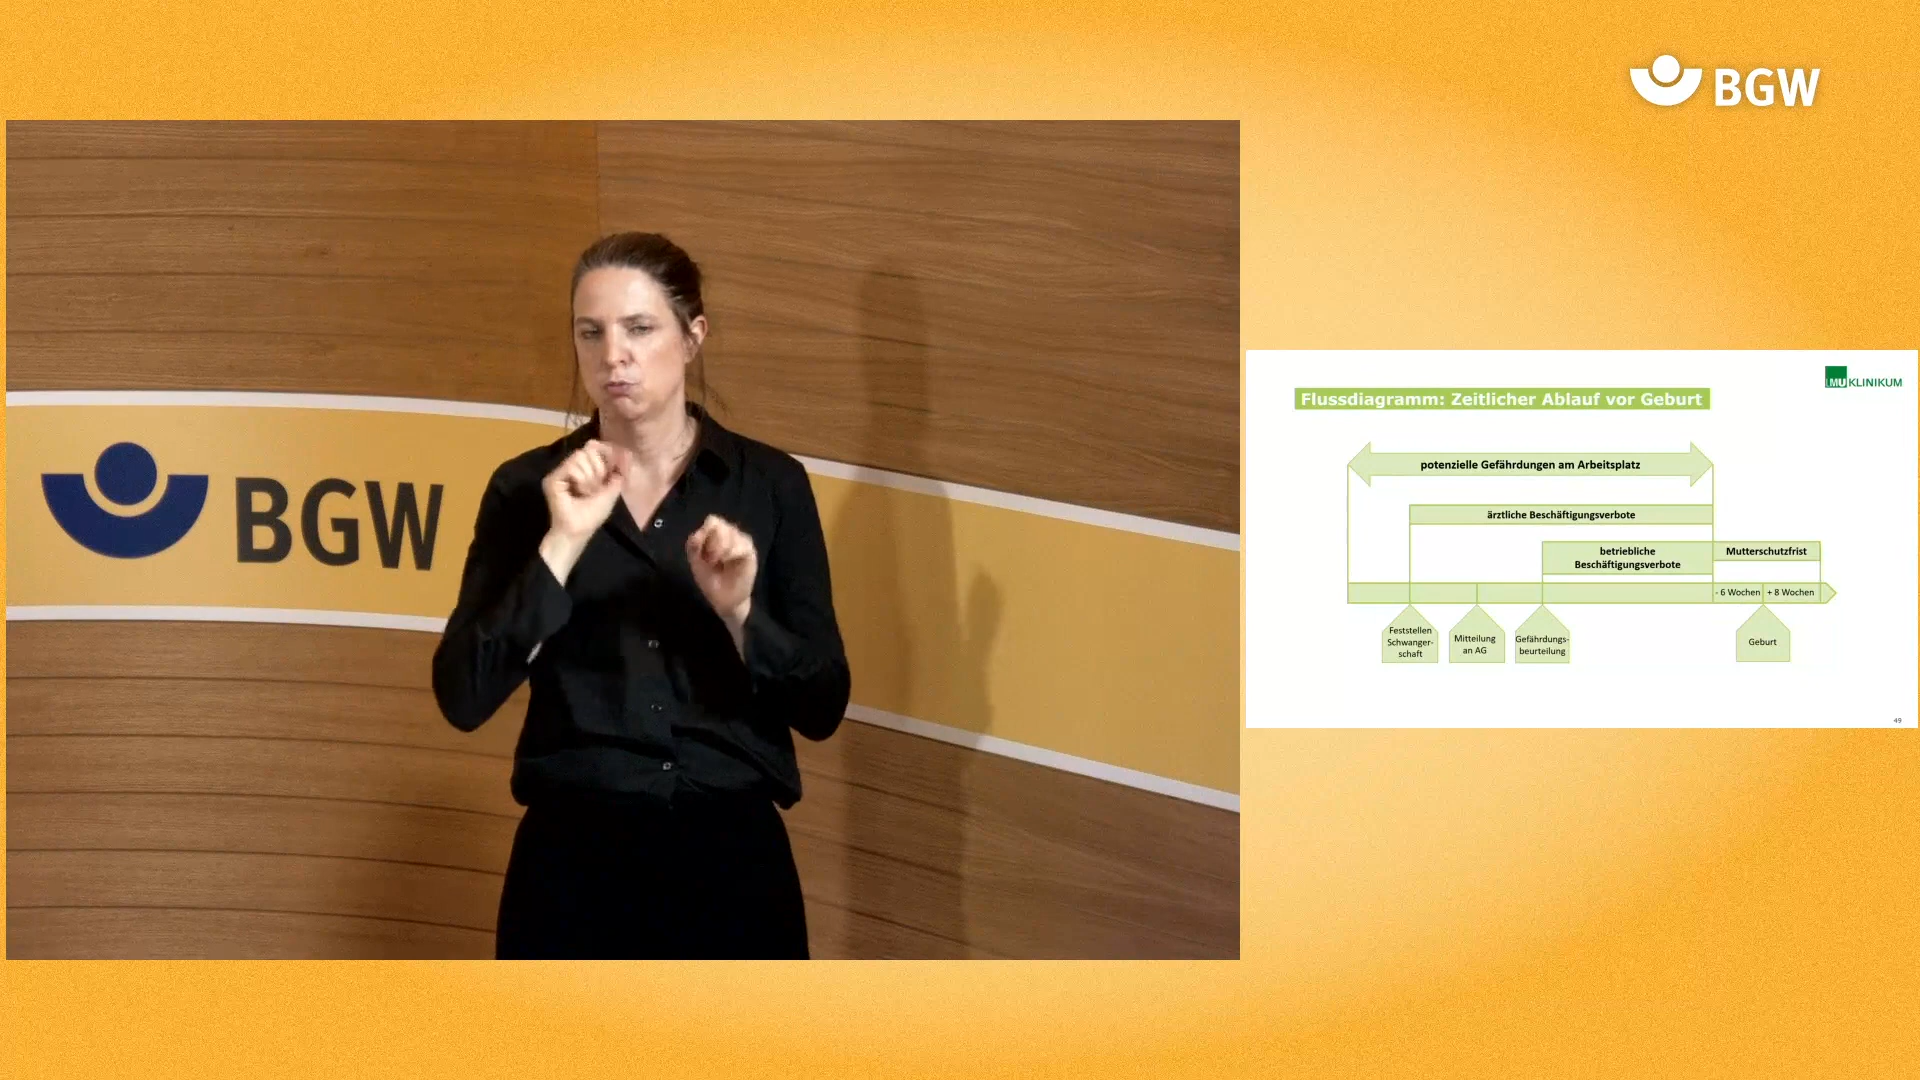 BGW
BGW
LMU KLINIKUM
Flussdiagramm: Zeitlicher Ablauf vor Geburt
potenzielle Gefährdungen am Arbeitsplatz
ärztliche Beschäftigungsverbote
betriebliche
Beschäftigungsverbote
Mutterschutzfrist
- 6 Wochen
+ 8 Wochen
Feststellen
Schwanger-
schaft
Mitteilung
an AG
Gefährdungs-
beurteilung
Geburt
49